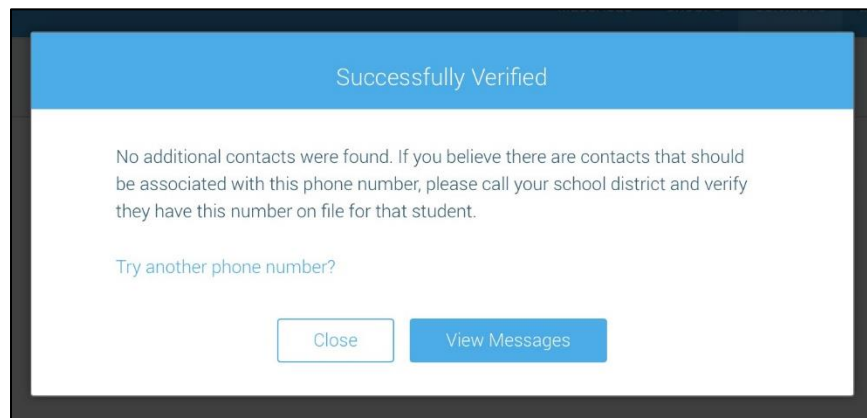 Successfully Verified
No additional contacts were found. If you believe there are contacts that should
be associated with this phone number, please call your school district and verify
they have this number on file for that student.
Try another phone number?
Close
View Messages